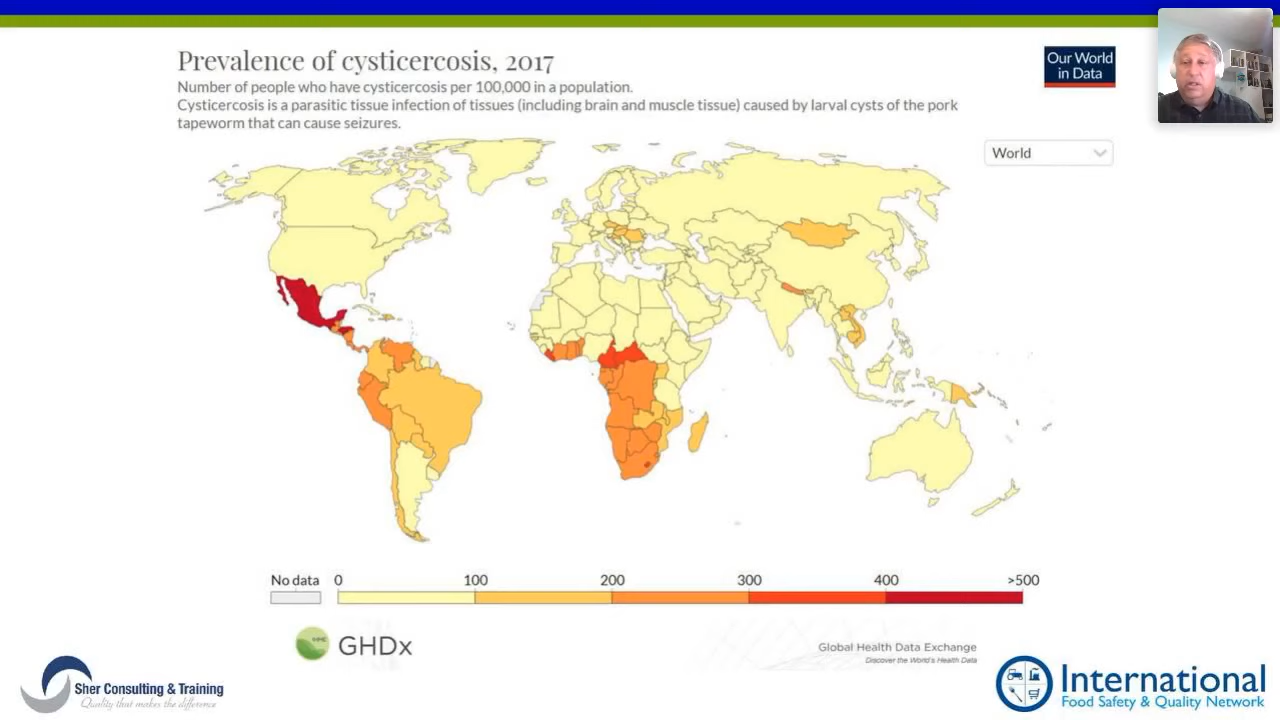 Prevalence of cysticercosis, 2017
Number of people who have cysticercosis per 100,000 in a population.
Cysticercosis is a parasitic tissue infection of tissues (including brain and muscle tissue) caused by larval cysts of the pork
tapeworm that can cause seizures.
Our World
in Data
World
No data
0
100
200
300
400
>500
GHDx
Global Health Data Exchange
Discover the World's Health Data
Sher Consulting & Training
Quality that makes the difference
International
Food Safety & Quality Network